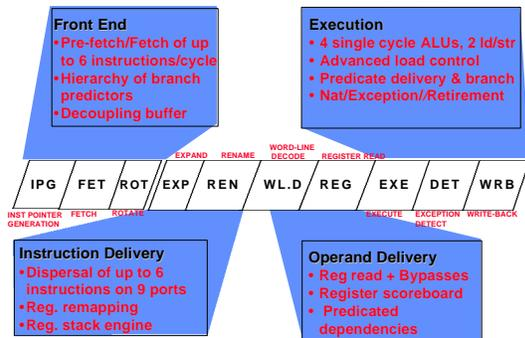 Front End
•Pre-fetch/Fetch of up
to 6 instructions/cycle
•Hierarchy of branch
predictors
•Decoupling buffer
Execution
• 4 single cycle ALUs, 2 ld/str
• Advanced load control
• Predicate delivery & branch
• Nat/Exception//Retirement
EXPAND
RENAME
WORD-LINE
DECODE
REGISTER READ
IPG
FET
ROT
EXP
REN
WL.D
REG
EXE
DET
WRB
INST POINTER
GENERATION
FETCH
ROTATE
EXECUTE
EXCEPTION
DETECT
WRITE-BACK
Instruction Delivery
•Dispersal of up to 6
instructions on 9 ports
•Reg. remapping
•Reg. stack engine
Operand Delivery
• Reg read + Bypasses
• Register scoreboard
• Predicated
dependencies